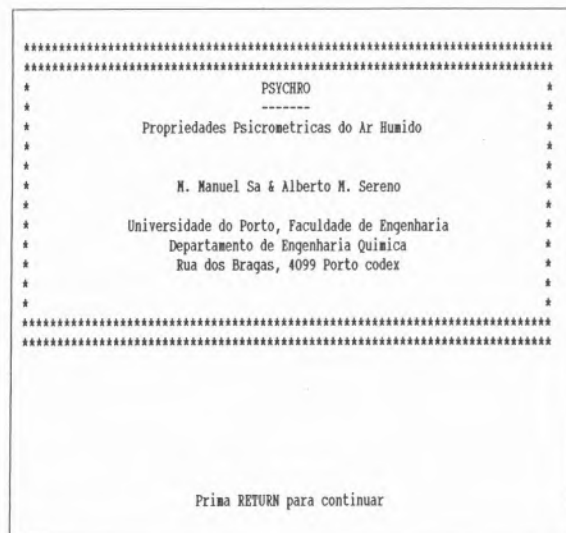 PSYCHRO
-------
Propriedades Psicrometricas do Ar Humido
M. Manuel Sa & Alberto M. Sereno
Universidade do Porto, Faculdade de Engenharia
Departamento de Engenharia Quimica
Rua dos Bragas, 4099 Porto codex
Prima RETURN para continuar